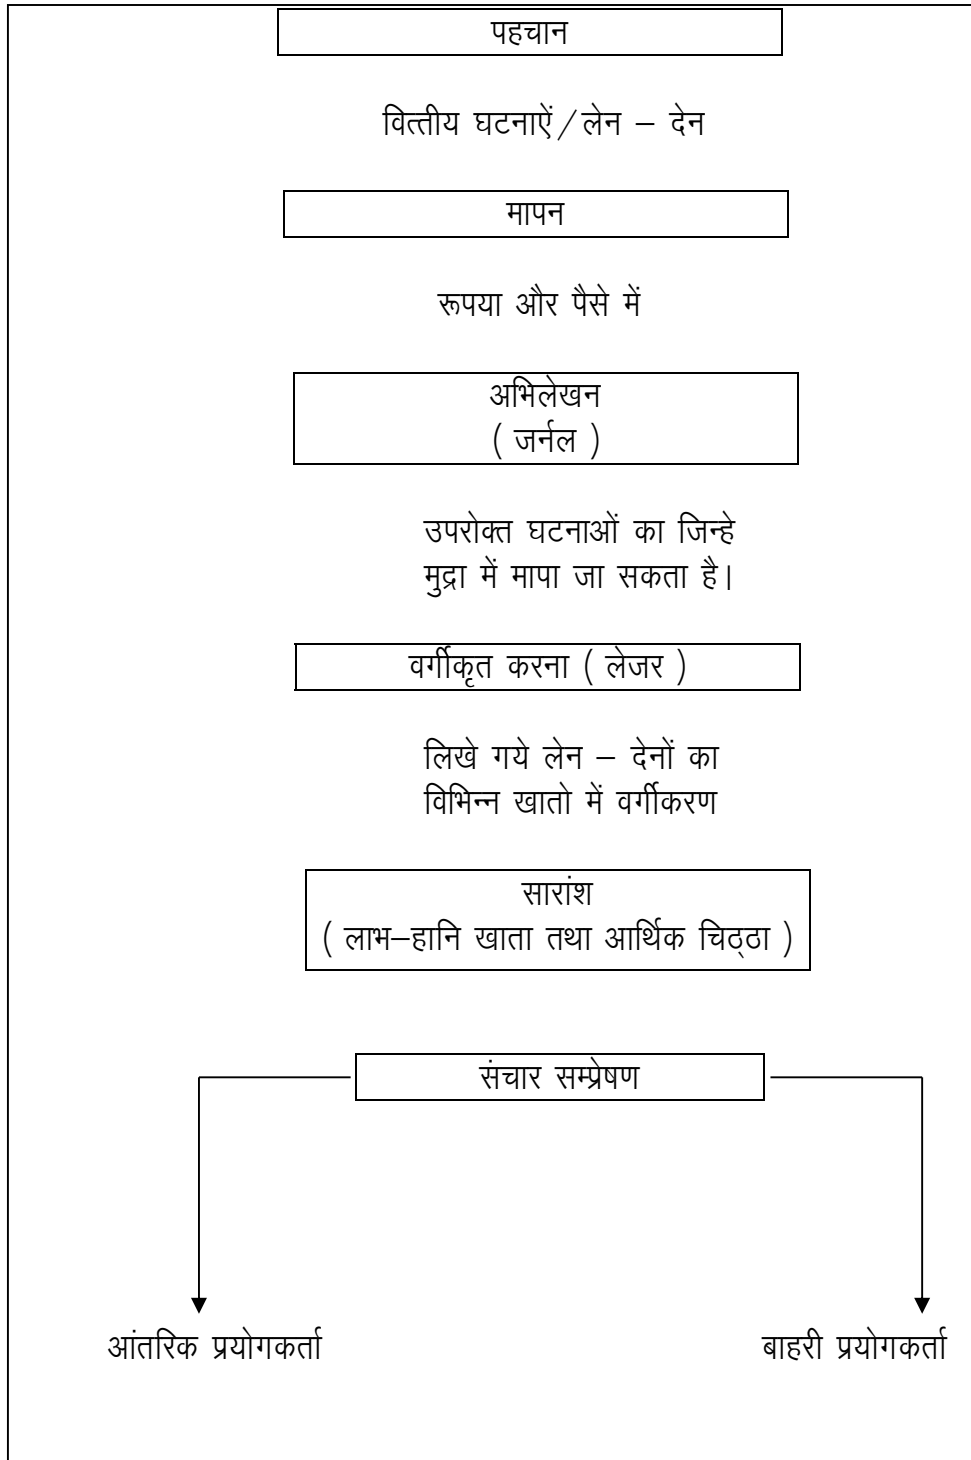 पहचान
वित्तीय घटनाऐं/लेन – देन
मापन
रूपया और पैसे में
अभिलेखन
( जर्नल )
उपरोक्त घटनाओं का जिन्हे
मुद्रा में मापा जा सकता है।
वर्गीकृत करना ( लेजर )
लिखे गये लेन – देनों का
विभिन्न खातो में वर्गीकरण
सारांश
( लाभ–हानि खाता तथा आर्थिक चिठ्ठा )
संचार सम्प्रेषण
आंतरिक प्रयोगकर्ता
बाहरी प्रयोगकर्ता